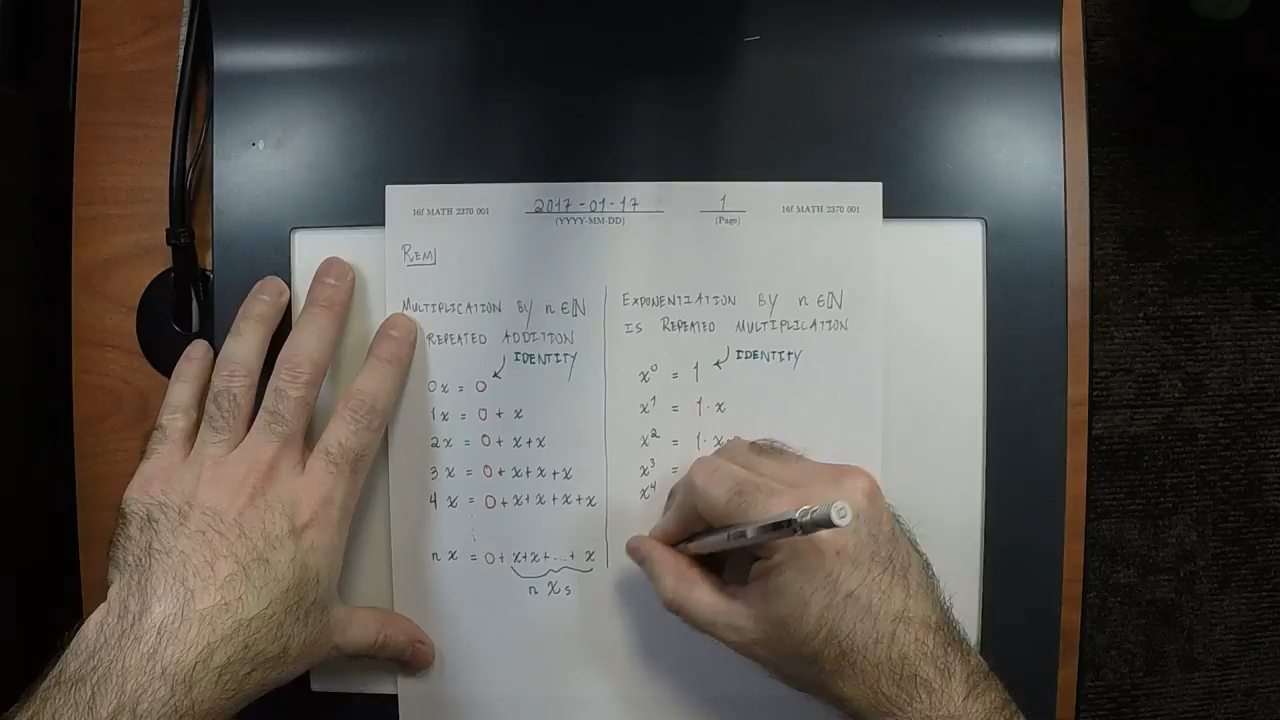 16f MATH 2370 001 2017-01-17 1 16f MATH 2370 001
(YYYY-MM-DD) (Page)
REM
MULTIPLICATION BY n ∈ ℕ
REPEATED ADDITION
IDENTITY
0x = 0
1x = 0 + x
2x = 0 + x + x
3x = 0 + x + x + x
4x = 0 + x + x + x + x
⋮
nx = 0 + x + x + ... + x
n xs
EXPONENTIATION BY n ∈ ℕ
IS REPEATED MULTIPLICATION
IDENTITY
x⁰ = 1
x¹ = 1 · x
x² = 1 · x
x³ =
x⁴